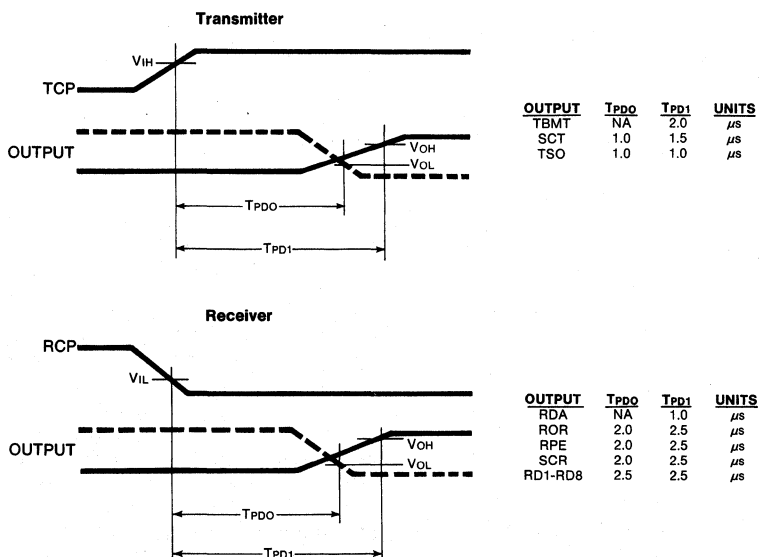 Transmitter
VIH
TCP
OUTPUT
VOH
VOL
TPDO
TPD1
OUTPUT TPDO TPD1 UNITS
TBMT NA 2.0 μs
SCT 1.0 1.5 μs
TSO 1.0 1.0 μs
Receiver
RCP
VIL
OUTPUT
VOH
VOL
TPDO
TPD1
OUTPUT TPDO TPD1 UNITS
RDA NA 1.0 μs
ROR 2.0 2.5 μs
RPE 2.0 2.5 μs
SCR 2.0 2.5 μs
RD1-RD8 2.5 2.5 μs